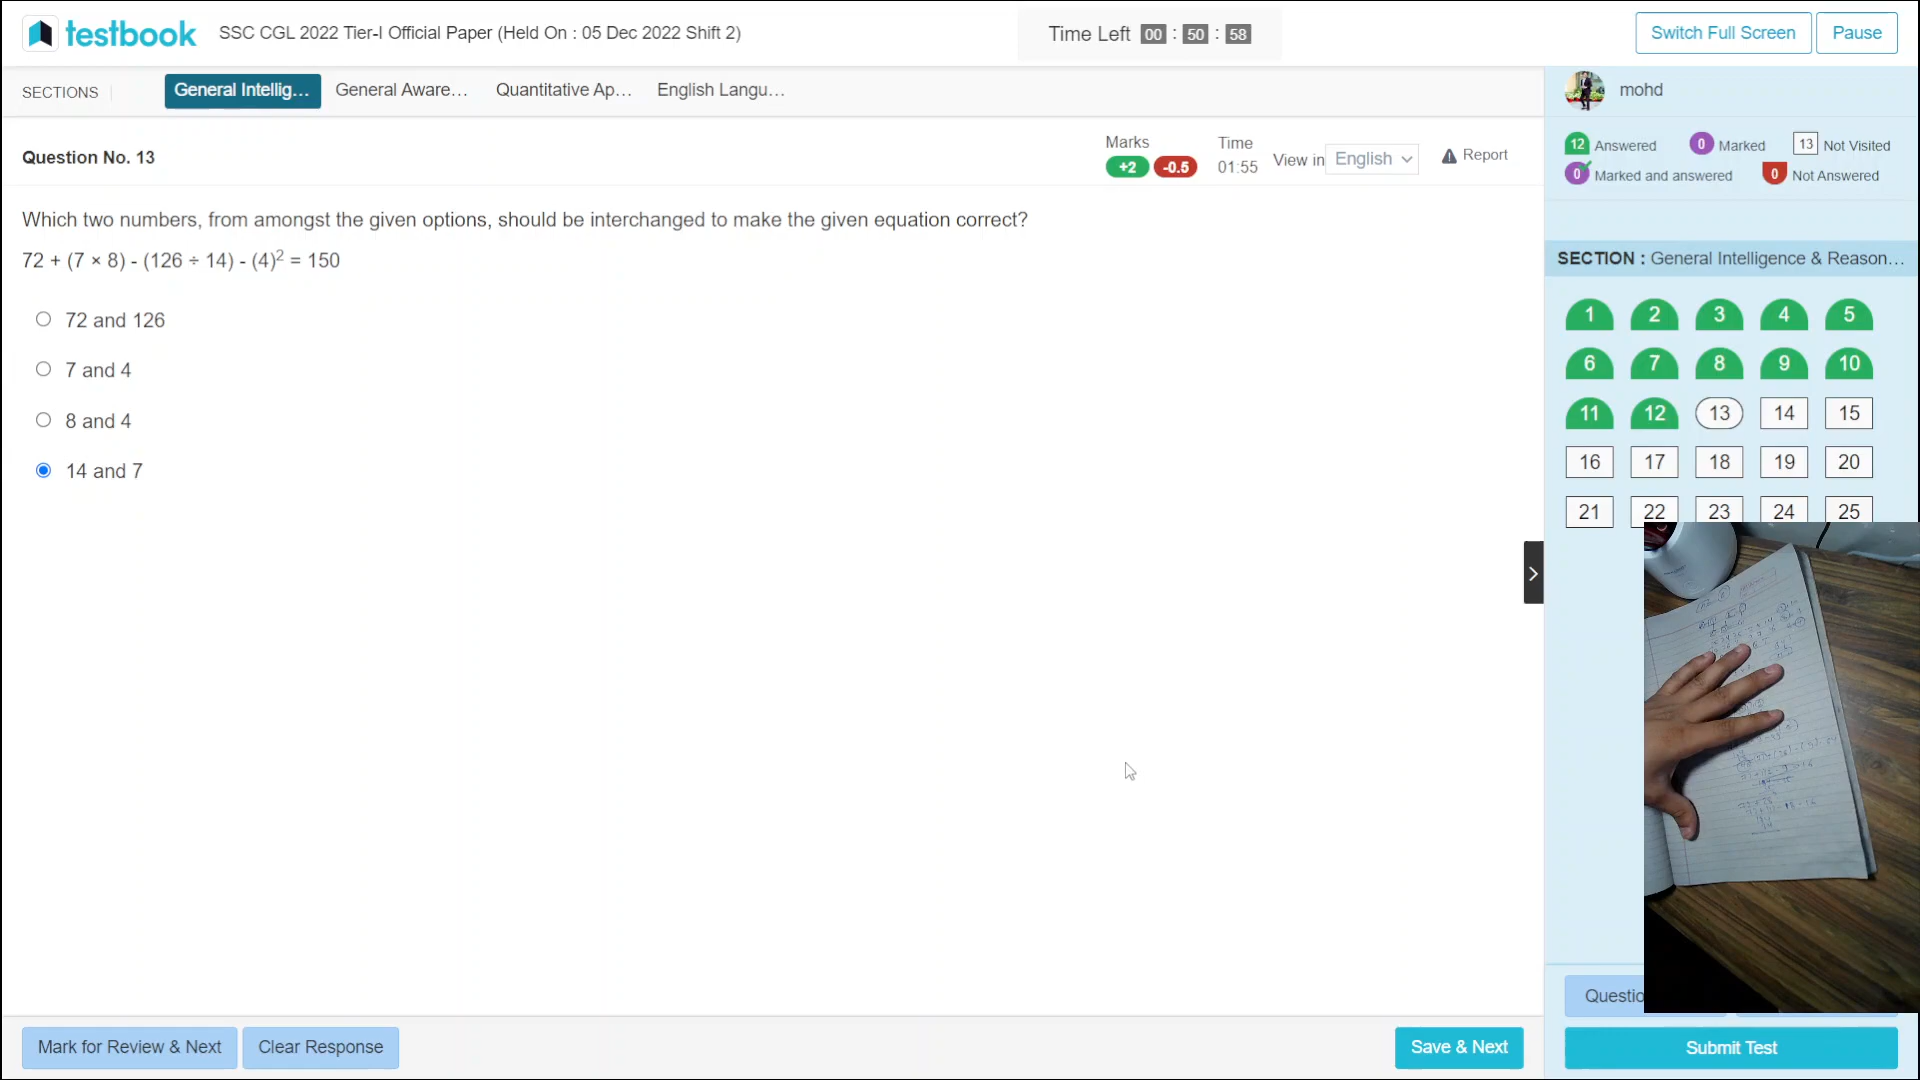 testbook
SSC CGL 2022 Tier-I Official Paper (Held On : 05 Dec 2022 Shift 2)
Time Left 00 : 50 : 58
Switch Full Screen
Pause
SECTIONS
General Intellig...
General Aware...
Quantitative Ap...
English Langu...
mohd
Question No. 13
Marks
+2 -0.5
Time
01:55
View in English
Report
12 Answered
0 Marked
13 Not Visited
0 Marked and answered
0 Not Answered
Which two numbers, from amongst the given options, should be interchanged to make the given equation correct?
72 + (7 × 8) - (126 ÷ 14) - (4)² = 150
72 and 126
7 and 4
8 and 4
14 and 7
SECTION : General Intelligence & Reason...
1 2 3 4 5
6 7 8 9 10
11 12 13 14 15
16 17 18 19 20
21 22 23 24 25
Mark for Review & Next
Clear Response
Save & Next
Submit Test